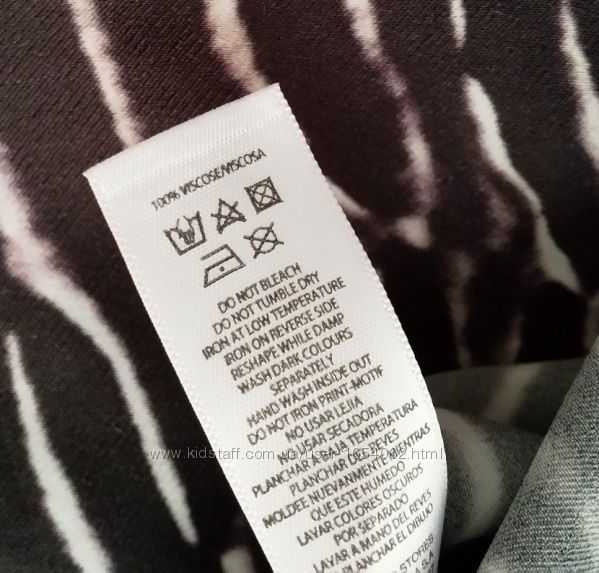 100% VISCOSE/VISCOSA
DO NOT BLEACH
DO NOT TUMBLE DRY
IRON AT LOW TEMPERATURE
IRON ON REVERSE SIDE
RESHAPE WHILE DAMP
WASH DARK COLOURS
SEPARATELY
HAND WASH INSIDE OUT
DO NOT IRON PRINT-MOTIF
NO USAR LEJIA
USAR SECADORA
PLANCHAR A BAJA TEMPERATURA
PLANCHAR DEL REVES
MOLDEE NUEVAMENTE MIENTRAS
QUE ESTE HUMEDO
LAVAR COLORES OSCUROS
POR SEPARADO
LAVAR A MANO DEL REVES
PLANCHAR EL DIBUJO
STORES